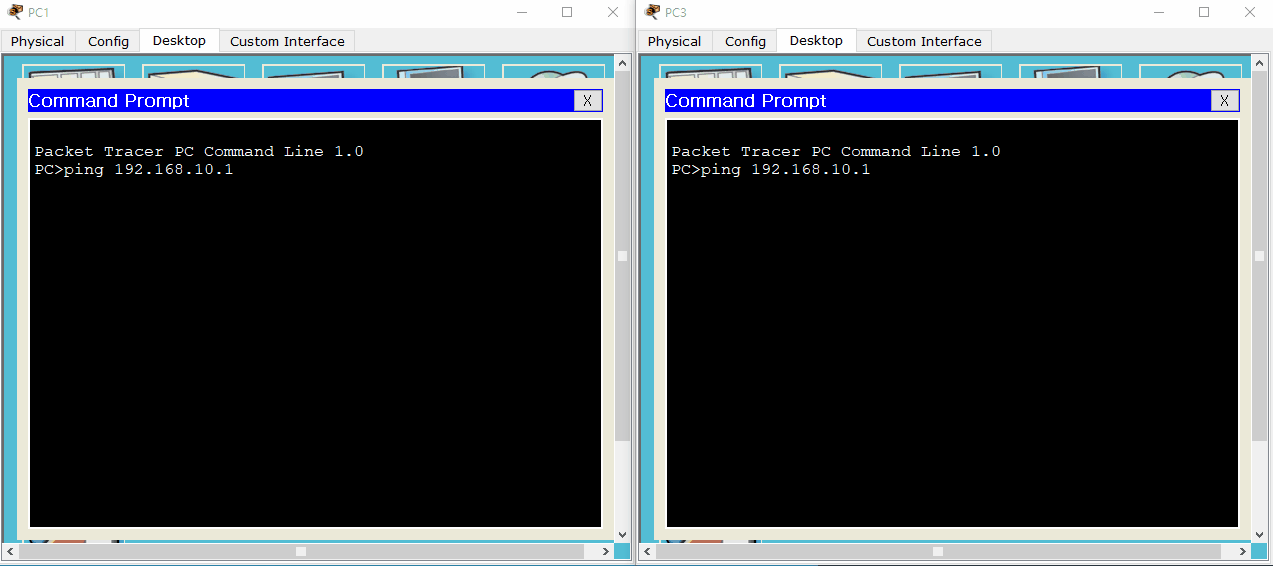 PC1
Physical Config Desktop Custom Interface
Command Prompt X
Packet Tracer PC Command Line 1.0
PC>ping 192.168.10.1
PC3
Physical Config Desktop Custom Interface
Command Prompt X
Packet Tracer PC Command Line 1.0
PC>ping 192.168.10.1